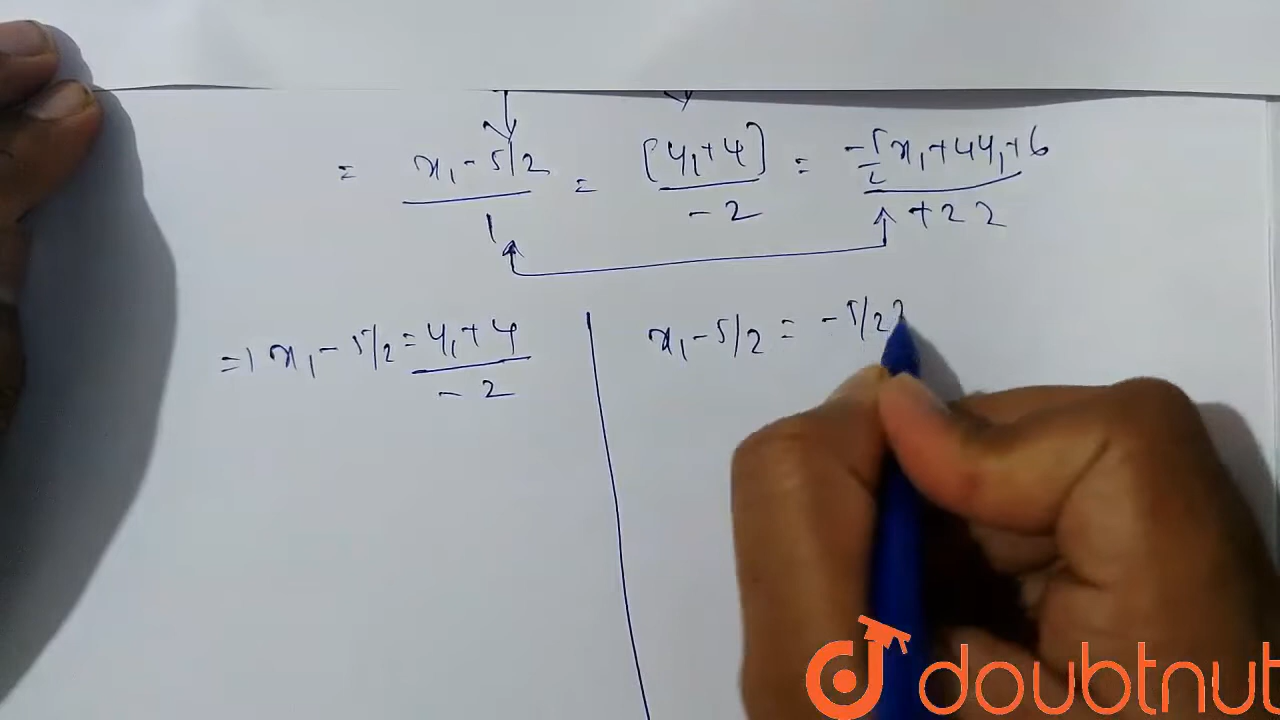 = x₁ - 5/2 / 1 = [y₁ + 4] / -2 = -5/2 x₁ + 4y₁ + 6 / +22
=) x₁ - 5/2 = y₁ + 4 / -2
x₁ - 5/2 = -5/2
doubtnut